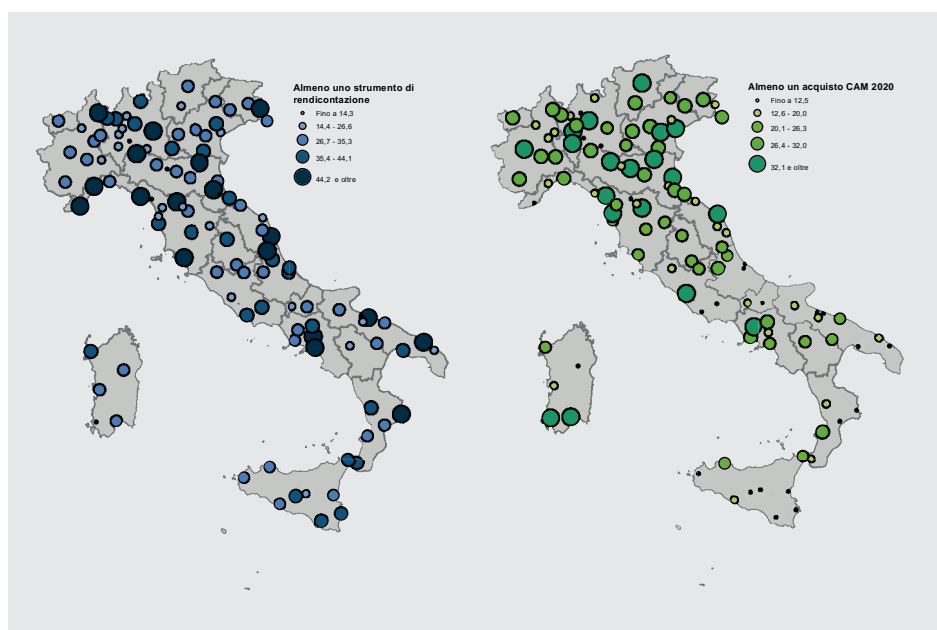 Almeno uno strumento di
rendicontazione
Fino a 14,3
14,4 - 26,6
26,7 - 35,3
35,4 - 44,1
44,2 e oltre
Almeno un acquisto CAM 2020
Fino a 12,5
12,6 - 20,0
20,1 - 26,3
26,4 - 32,0
32,1 e oltre